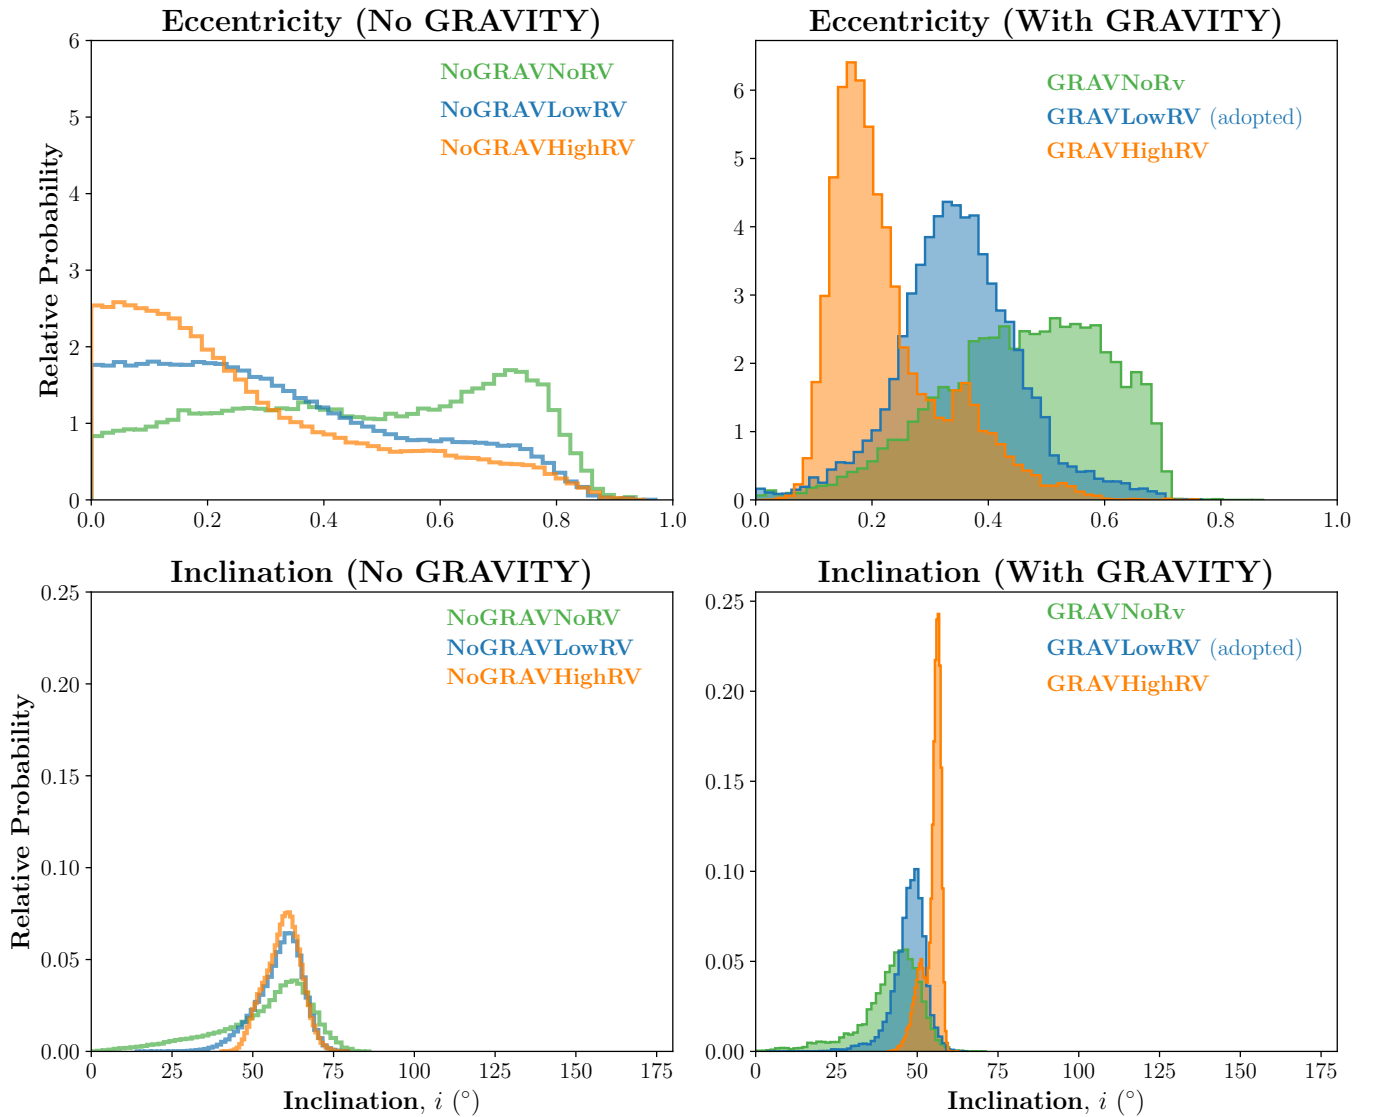 Eccentricity (No GRAVITY)
6
5
4
3
2
1
0
Relative Probability
NoGRAVNoRV
NoGRAVLowRV
NoGRAVHighRV
0.0 0.2 0.4 0.6 0.8 1.0
Eccentricity (With GRAVITY)
6
5
4
3
2
1
0
GRAVNoRv
GRAVLowRV (adopted)
GRAVHighRV
0.0 0.2 0.4 0.6 0.8 1.0
Inclination (No GRAVITY)
0.25
0.20
0.15
0.10
0.05
0.00
Relative Probability
NoGRAVNoRV
NoGRAVLowRV
NoGRAVHighRV
0 25 50 75 100 125 150 175
Inclination, i (°)
Inclination (With GRAVITY)
0.25
0.20
0.15
0.10
0.05
0.00
GRAVNoRv
GRAVLowRV (adopted)
GRAVHighRV
0 25 50 75 100 125 150 175
Inclination, i (°)